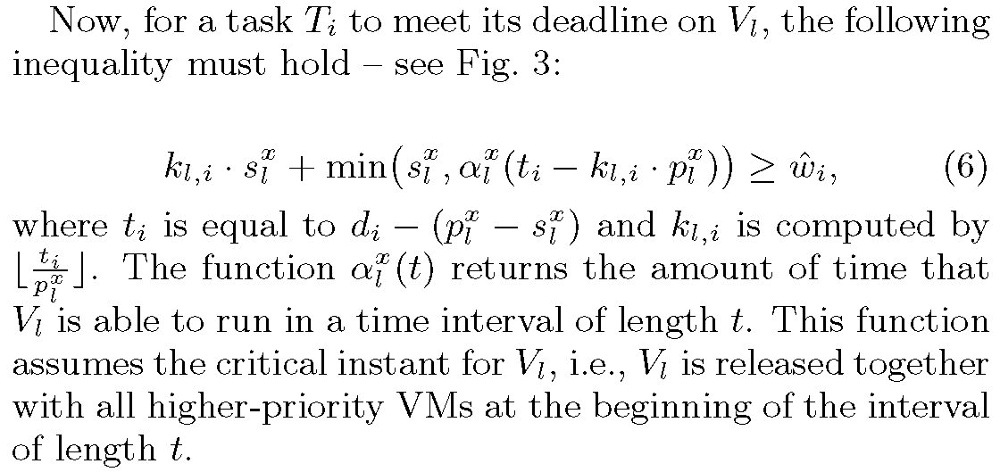 Now, for a task $T_i$ to meet its deadline on $V_l$, the following
inequality must hold – see Fig. 3:
$k_{l,i} \cdot s_l^x + \min\big(s_l^x, \alpha_l^x(t_i - k_{l,i} \cdot p_l^x)\big) \geq \hat{w}_i,$ (6)
where $t_i$ is equal to $d_i - (p_l^x - s_l^x)$ and $k_{l,i}$ is computed by
$\lfloor \frac{t_i}{p_l^x} \rfloor$. The function $\alpha_l^x(t)$ returns the amount of time that
$V_l$ is able to run in a time interval of length $t$. This function
assumes the critical instant for $V_l$, i.e., $V_l$ is released together
with all higher-priority VMs at the beginning of the interval
of length $t$.